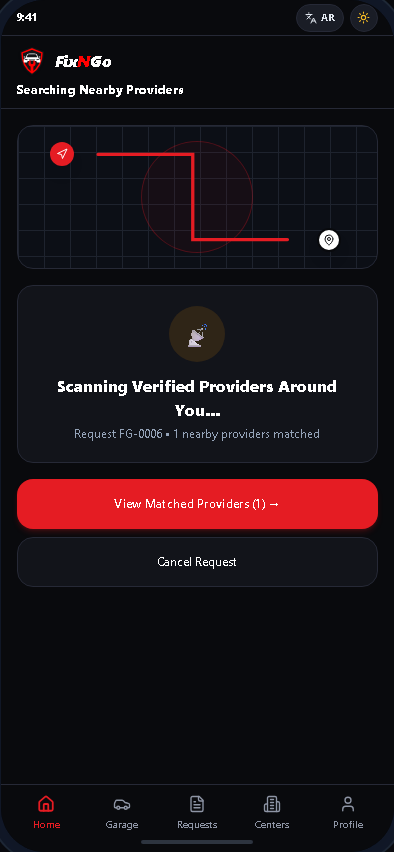 9:41
AR
FixNGo
Searching Nearby Providers
Scanning Verified Providers Around
You...
Request FG-0006 • 1 nearby providers matched
View Matched Providers (1) →
Cancel Request
Home
Garage
Requests
Centers
Profile